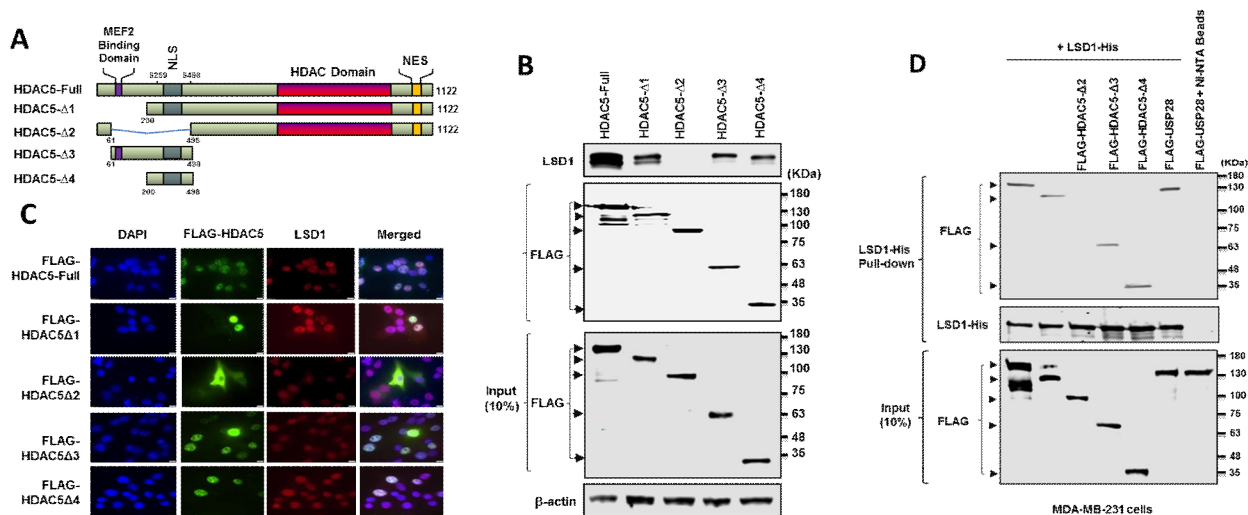 A
MEF2
Binding
Domain
NLS
S259 S498
HDAC Domain
NES
HDAC5-Full
1122
HDAC5-Δ1
200
1122
HDAC5-Δ2
61
495
1122
HDAC5-Δ3
61
498
HDAC5-Δ4
200
498
B
HDAC5-Full
HDAC5-Δ1
HDAC5-Δ2
HDAC5-Δ3
HDAC5-Δ4
LSD1
(KDa)
FLAG
180
130
100
75
63
48
35
Input
(10%)
FLAG
180
130
100
75
63
48
35
β-actin
C
DAPI FLAG-HDAC5 LSD1 Merged
FLAG-
HDAC5-Full
FLAG-
HDAC5Δ1
FLAG-
HDAC5Δ2
FLAG-
HDAC5Δ3
FLAG-
HDAC5Δ4
D
+ LSD1-His
FLAG-HDAC5-Δ2
FLAG-HDAC5-Δ3
FLAG-HDAC5-Δ4
FLAG-USP28
FLAG-USP28 + NI-NTA Beads
(KDa)
LSD1-His
Pull-down
FLAG
180
130
100
75
63
48
35
LSD1-His
Input
(10%)
FLAG
180
130
100
75
63
48
35
MDA-MB-231 cells